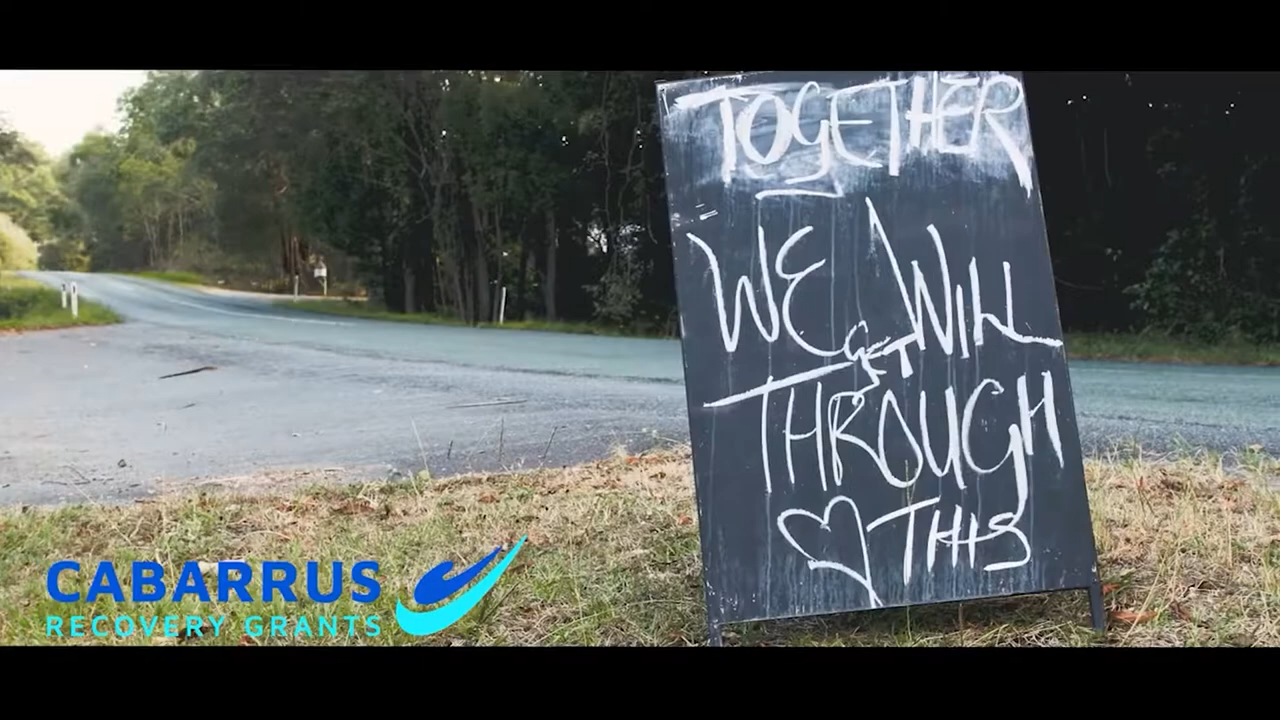 TOGETHER
WE WILL
GET
THROUGH
THIS
CABARRUS
RECOVERY GRANTS